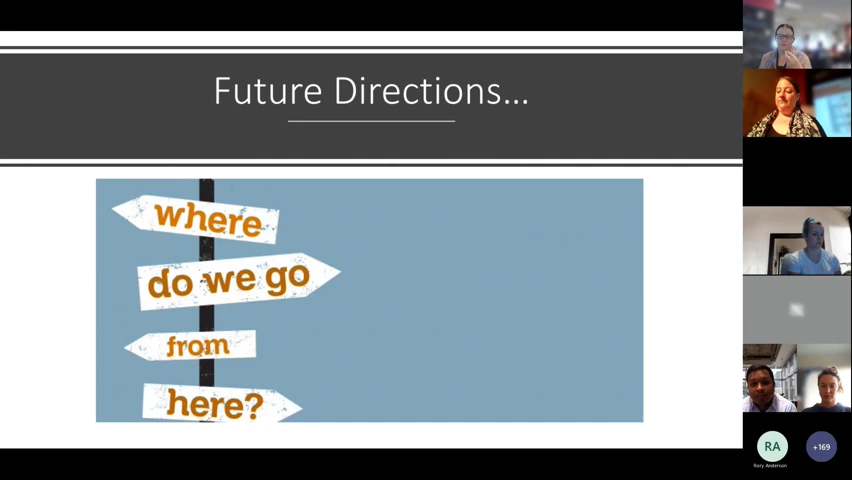 Future Directions...
where
do we go
from
here?
RA
+169
Rory Anderson